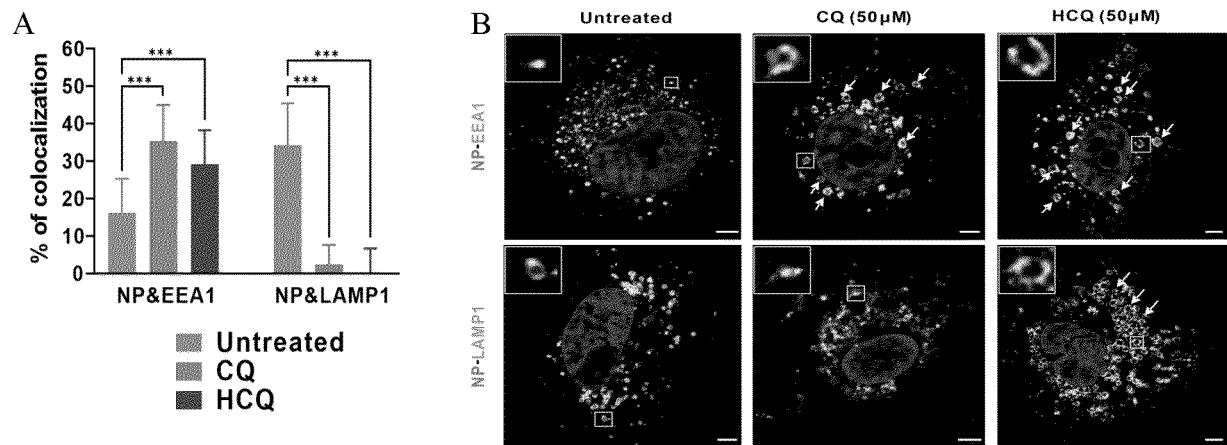 A
60
50
40
30
20
10
0
% of colocalization
***
***
***
***
NP&EEA1
NP&LAMP1
Untreated
CQ
HCQ
B
Untreated
CQ (50µM)
HCQ (50µM)
NP-EEA1
NP-LAMP1